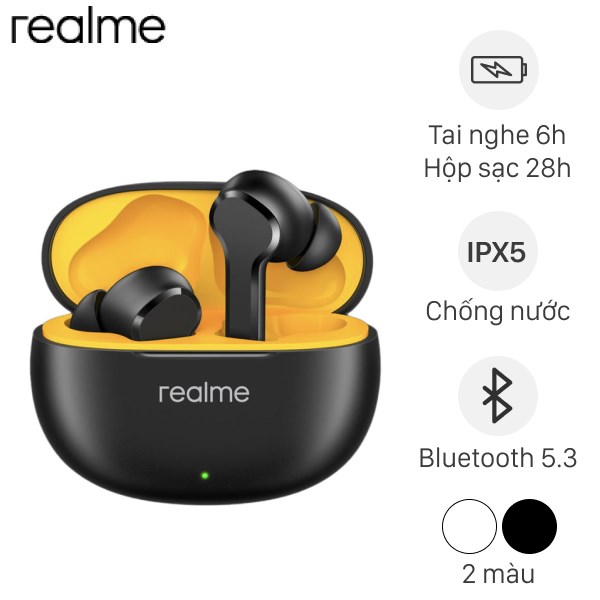 realme
Tai nghe 6h
Hộp sạc 28h
IPX5
Chống nước
realme
Bluetooth 5.3
2 màu